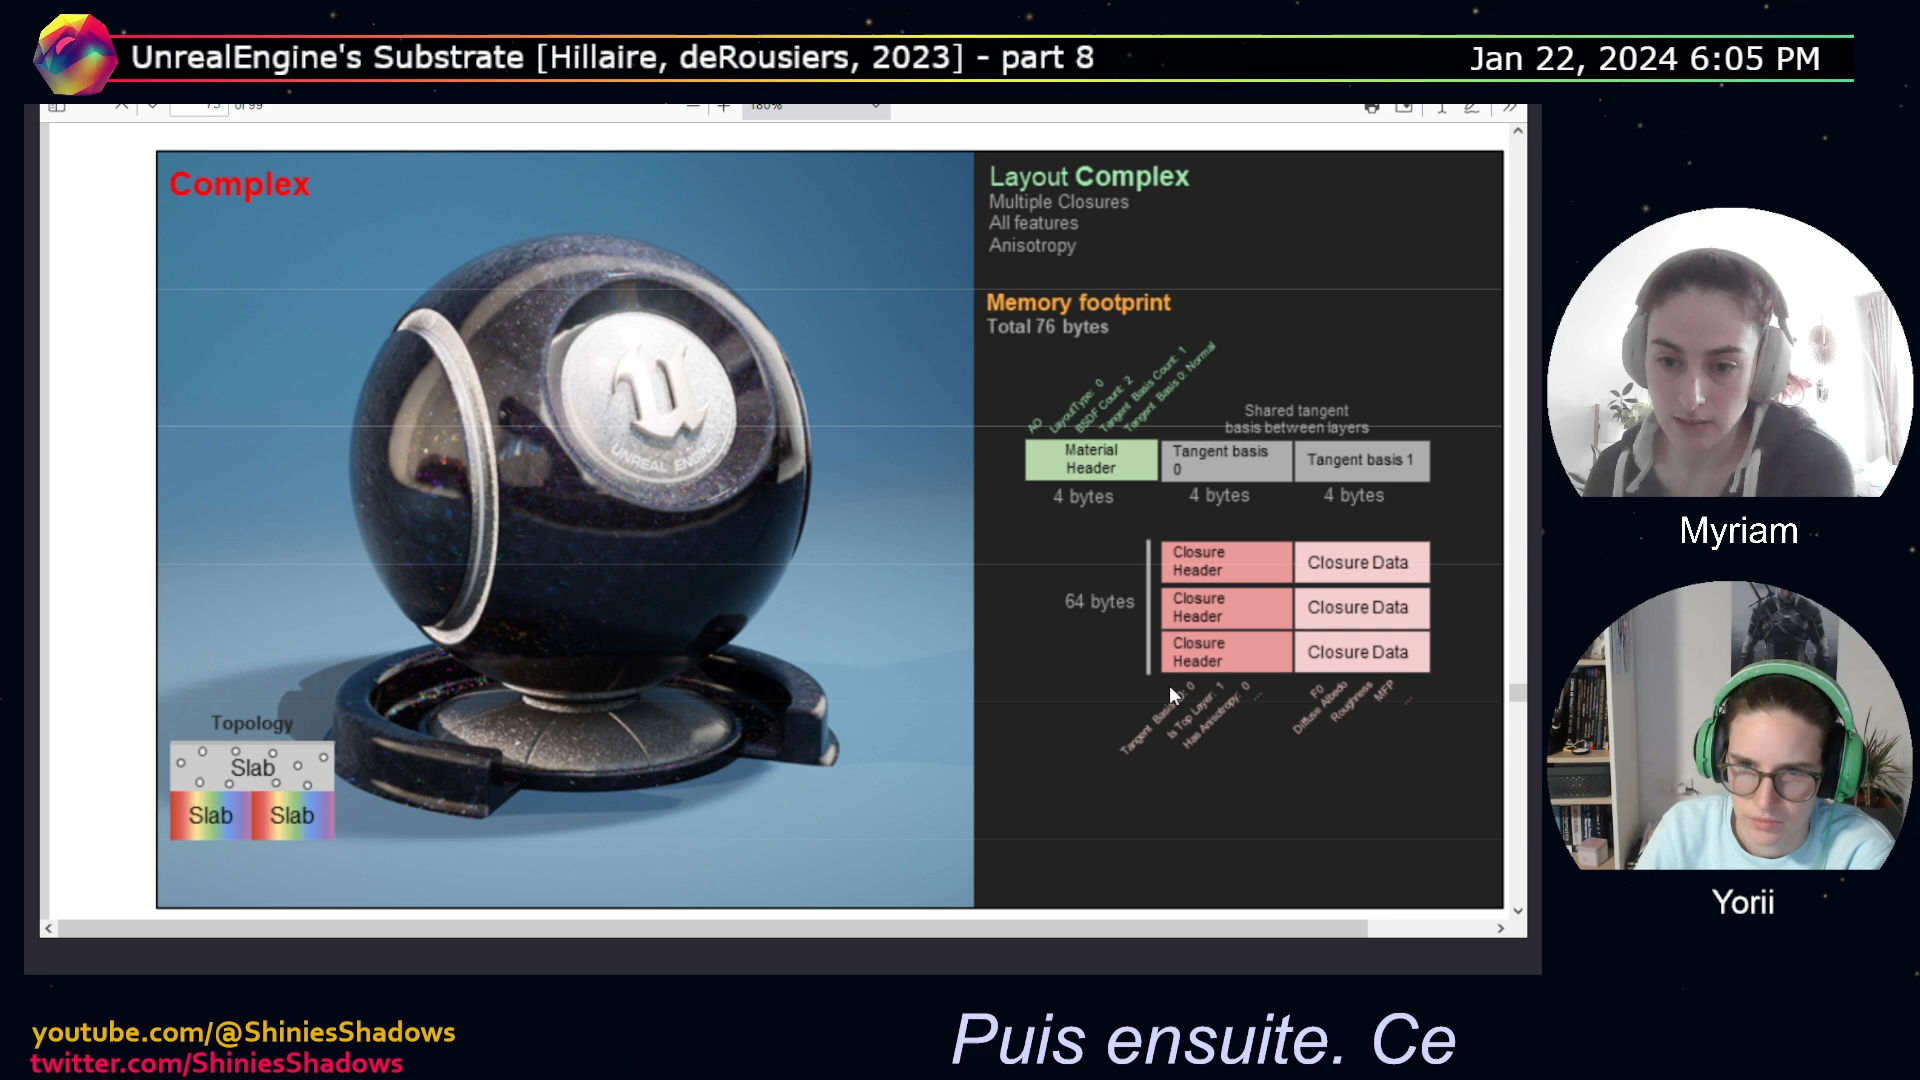 UnrealEngine's Substrate [Hillaire, deRousiers, 2023] - part 8
Jan 22, 2024 6:05 PM
of 99
180%
Complex
UNREAL ENGINE
Topology
Slab
Slab Slab
Layout Complex
Multiple Closures
All features
Anisotropy
Memory footprint
Total 76 bytes
AO
LayoutType: 0
BSDF Count: 2
Tangent Basis Count: 1
Tangent Basis 0: Normal
Shared tangent
basis between layers
Material
Header
Tangent basis
0
Tangent basis 1
4 bytes
4 bytes
4 bytes
64 bytes
Closure
Header
Closure Data
Closure
Header
Closure Data
Closure
Header
Closure Data
Tangent
Is Top Layer: 1
Has Anisotropy: 0
...
F0
Diffuse Albedo
Roughness
MFP
...
Myriam
Yorii
youtube.com/@ShiniesShadows
twitter.com/ShiniesShadows
Puis ensuite. Ce